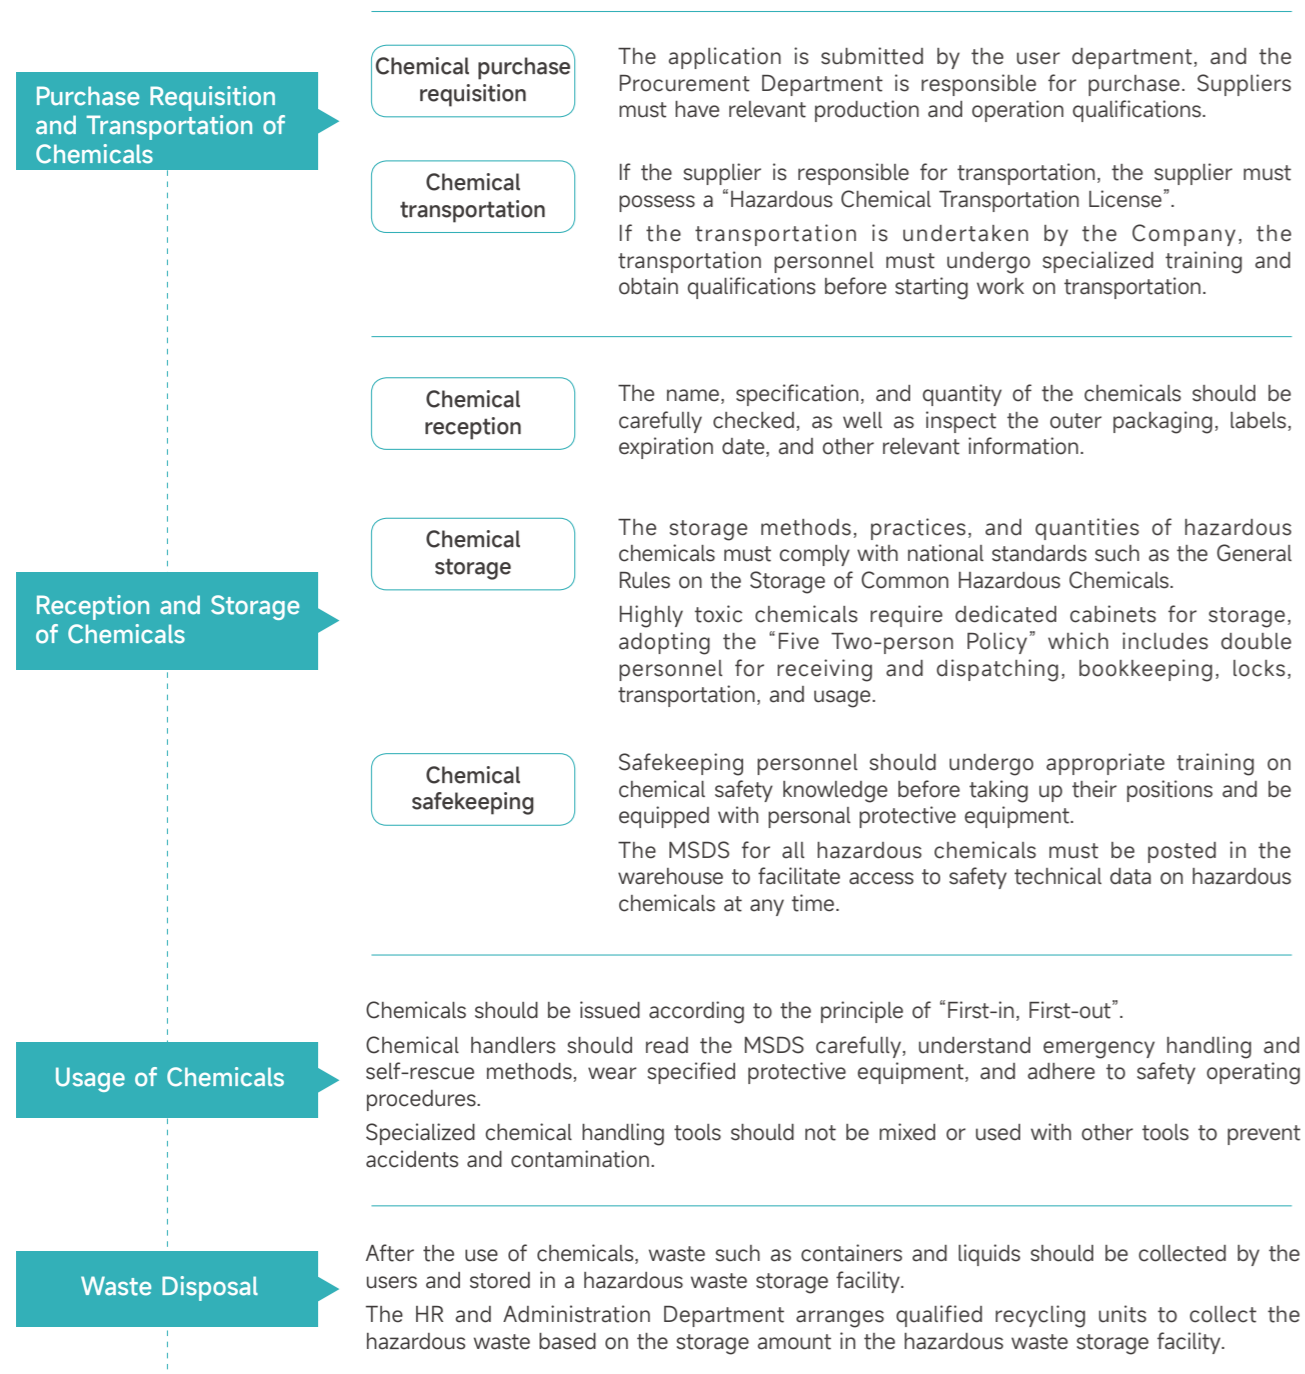 Purchase Requisition
and Transportation of
Chemicals
Chemical purchase
requisition
The application is submitted by the user department, and the
Procurement Department is responsible for purchase. Suppliers
must have relevant production and operation qualifications.
Chemical
transportation
If the supplier is responsible for transportation, the supplier must
possess a “Hazardous Chemical Transportation License”.
If the transportation is undertaken by the Company, the
transportation personnel must undergo specialized training and
obtain qualifications before starting work on transportation.
Reception and Storage
of Chemicals
Chemical
reception
The name, specification, and quantity of the chemicals should be
carefully checked, as well as inspect the outer packaging, labels,
expiration date, and other relevant information.
Chemical
storage
The storage methods, practices, and quantities of hazardous
chemicals must comply with national standards such as the General
Rules on the Storage of Common Hazardous Chemicals.
Highly toxic chemicals require dedicated cabinets for storage,
adopting the “Five Two-person Policy” which includes double
personnel for receiving and dispatching, bookkeeping, locks,
transportation, and usage.
Chemical
safekeeping
Safekeeping personnel should undergo appropriate training on
chemical safety knowledge before taking up their positions and be
equipped with personal protective equipment.
The MSDS for all hazardous chemicals must be posted in the
warehouse to facilitate access to safety technical data on hazardous
chemicals at any time.
Usage of Chemicals
Chemicals should be issued according to the principle of “First-in, First-out”.
Chemical handlers should read the MSDS carefully, understand emergency handling and
self-rescue methods, wear specified protective equipment, and adhere to safety operating
procedures.
Specialized chemical handling tools should not be mixed or used with other tools to prevent
accidents and contamination.
Waste Disposal
After the use of chemicals, waste such as containers and liquids should be collected by the
users and stored in a hazardous waste storage facility.
The HR and Administration Department arranges qualified recycling units to collect the
hazardous waste based on the storage amount in the hazardous waste storage facility.